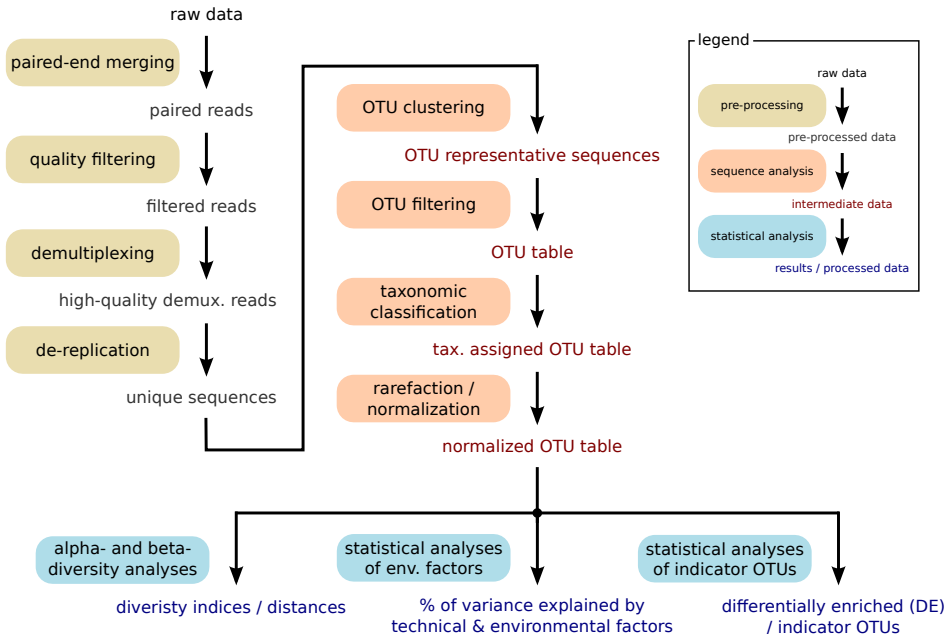 raw data
paired-end merging
paired reads
quality filtering
filtered reads
demultiplexing
high-quality demux. reads
de-replication
unique sequences
OTU clustering
OTU representative sequences
OTU filtering
OTU table
taxonomic
classification
tax. assigned OTU table
rarefaction /
normalization
normalized OTU table
legend
raw data
pre-processing
pre-processed data
sequence analysis
intermediate data
statistical analysis
results / processed data
alpha- and beta-
diversity analyses
diveristy indices / distances
statistical analyses
of env. factors
% of variance explained by
technical & environmental factors
statistical analyses
of indicator OTUs
differentially enriched (DE)
/ indicator OTUs